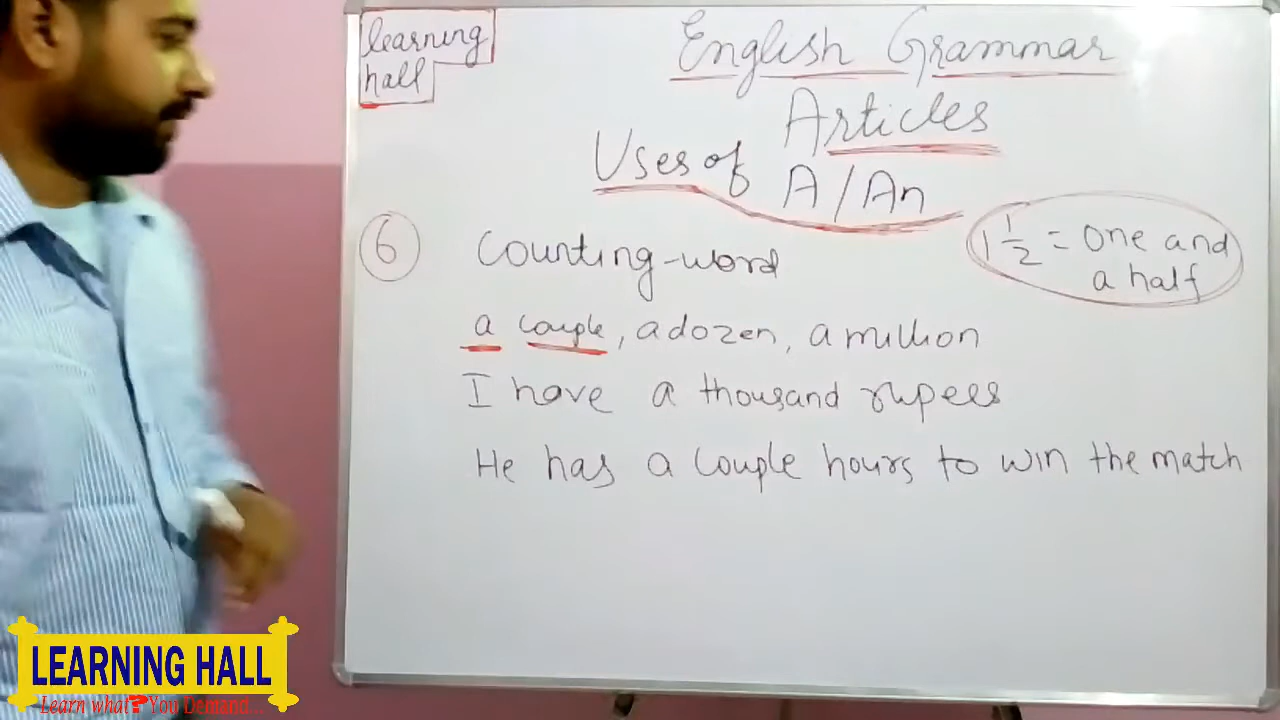 learning
hall
English Grammar
Articles
Uses of A/An
6 Counting-word
1 1/2 = One and
a half
a couple, a dozen, a million
I have a thousand rupees
He has a couple hours to win the match
LEARNING HALL
Learn what? You Demand...